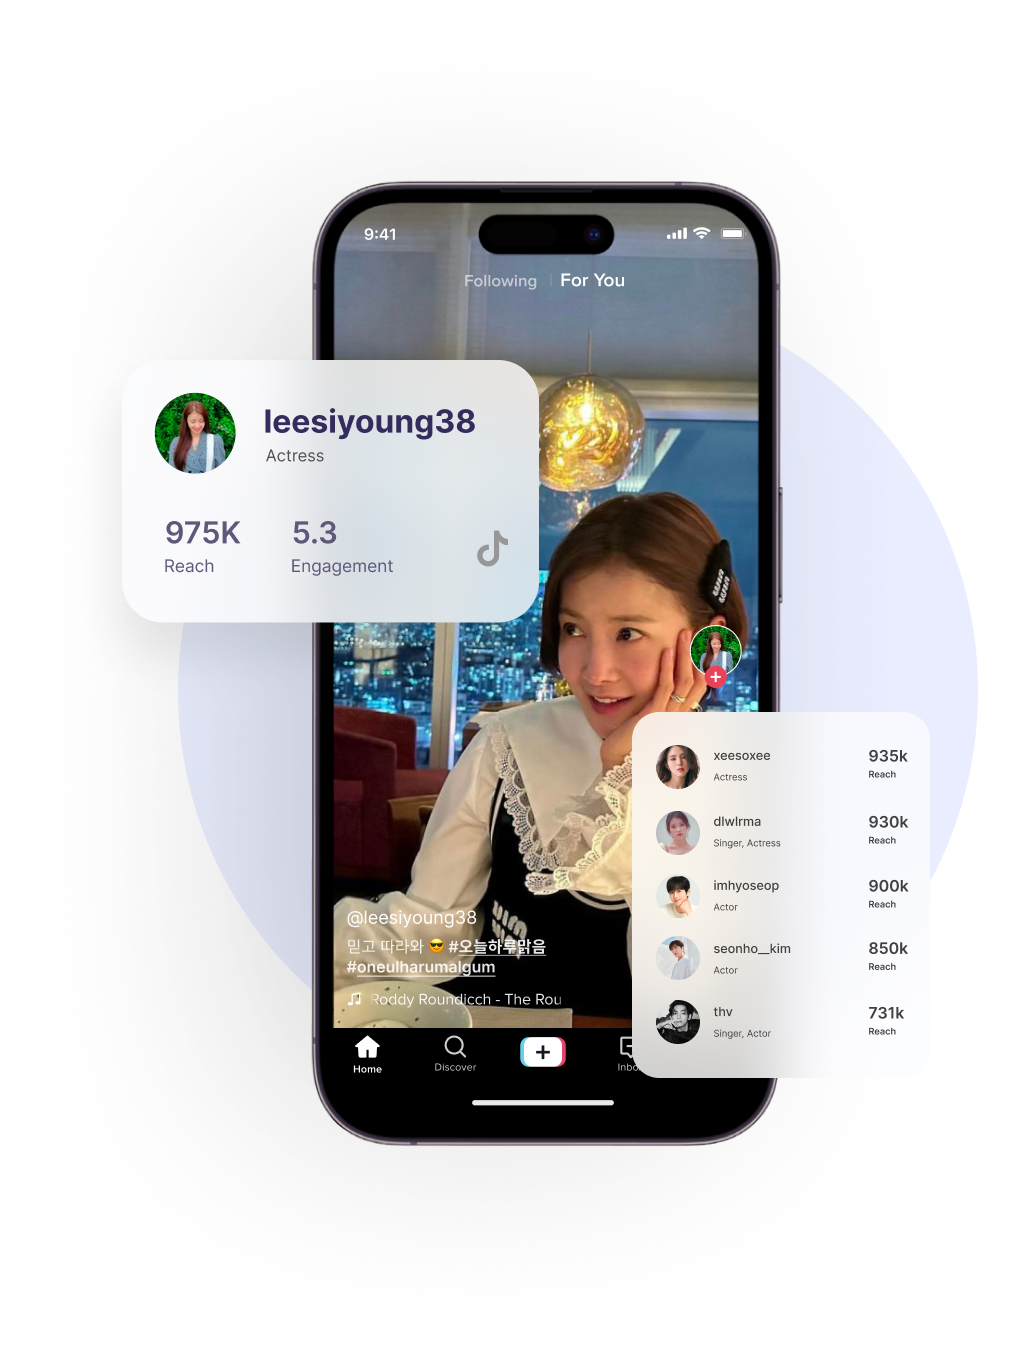 9:41
Following
For You
leesiyoung38
Actress
975K
Reach
5.3
Engagement
@leesiyoung38
믿고 따라와 😎 #오늘하루맑음
#oneulharumalgum
Roddy Roundicch - The Rou
Home
Discover
Inbo
xeesoxee
Actress
935k
Reach
dlwlrma
Singer, Actress
930k
Reach
imhyoseop
Actor
900k
Reach
seonho__kim
Actor
850k
Reach
thv
Singer, Actor
731k
Reach